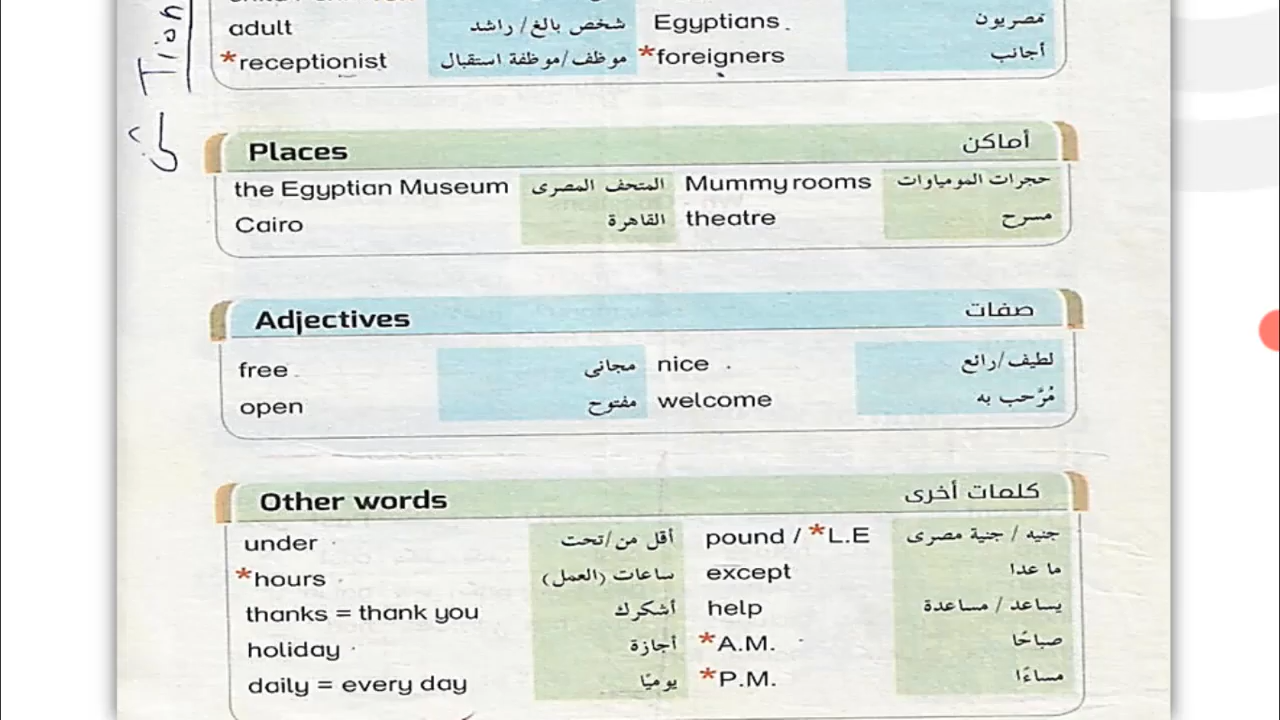 adult شخص بالغ/ راشد Egyptians مصريون
*receptionist موظف/موظفة استقبال *foreigners أجانب
Tion
ش
Places أماكن
the Egyptian Museum المتحف المصرى Mummy rooms حجرات المومياوات
Cairo القاهرة theatre مسرح
Adjectives صفات
free مجانى nice لطيف/رائع
open مفتوح welcome مُرَّحب به
Other words كلمات أخرى
under أقل من/تحت pound / *L.E جنيه / جنية مصرى
*hours ساعات (العمل) except ما عدا
thanks = thank you أشكرك help يساعد / مساعدة
holiday أجازة *A.M. صباحًا
daily = every day يوميًا *P.M. مساءًا